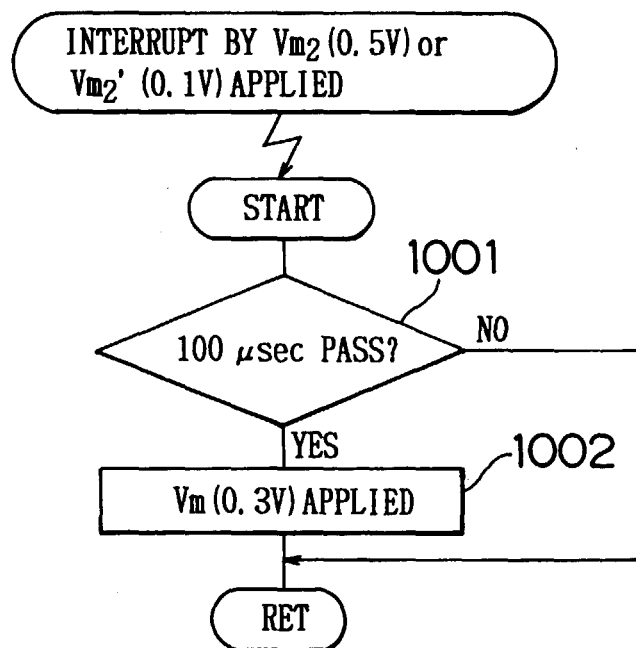 INTERRUPT BY Vm2 (0.5V) or
Vm2' (0.1V) APPLIED
START
1001
100 μsec PASS?
NO
YES
1002
Vm (0.3V) APPLIED
RET